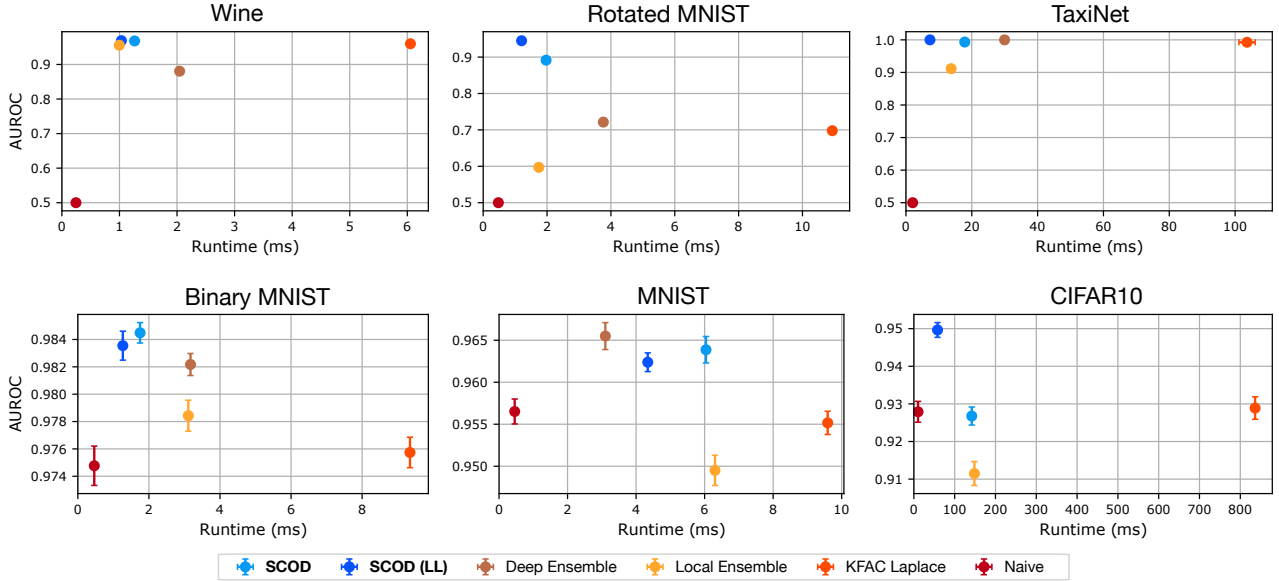 Wine
Rotated MNIST
TaxiNet
AUROC
0.9
0.8
0.7
0.6
0.5
0 1 2 3 4 5 6
Runtime (ms)
0.9
0.8
0.7
0.6
0.5
0 2 4 6 8 10
Runtime (ms)
1.0
0.9
0.8
0.7
0.6
0.5
0 20 40 60 80 100
Runtime (ms)
Binary MNIST
MNIST
CIFAR10
AUROC
0.984
0.982
0.980
0.978
0.976
0.974
0 2 4 6 8
Runtime (ms)
0.965
0.960
0.955
0.950
0 2 4 6 8 10
Runtime (ms)
0.95
0.94
0.93
0.92
0.91
0 100 200 300 400 500 600 700 800
Runtime (ms)
SCOD SCOD (LL) Deep Ensemble Local Ensemble KFAC Laplace Naive